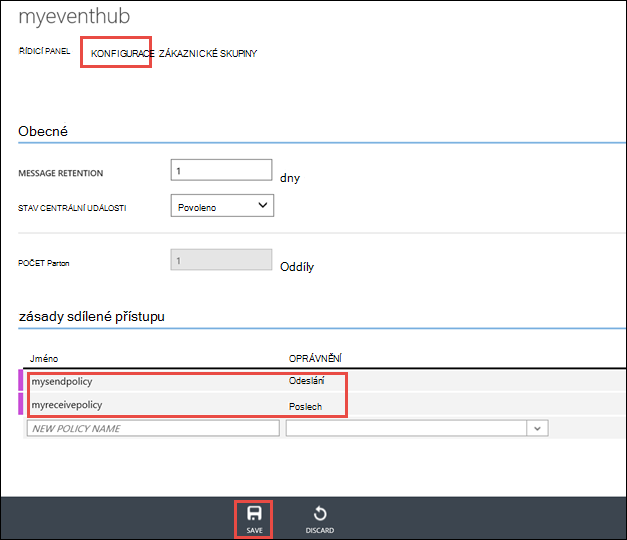 myeventhub
ŘÍDICÍ PANEL KONFIGURACE ZÁKAZNICKÉ SKUPINY
Obecné
MESSAGE RETENTION 1 dny
STAV CENTRÁLNÍ UDÁLOSTI Povoleno
POČET Parton 1 Oddíly
zásady sdílené přístupu
Jméno OPRÁVNĚNÍ
mysendpolicy Odeslání
myreceivepolicy Poslech
NEW POLICY NAME
SAVE DISCARD